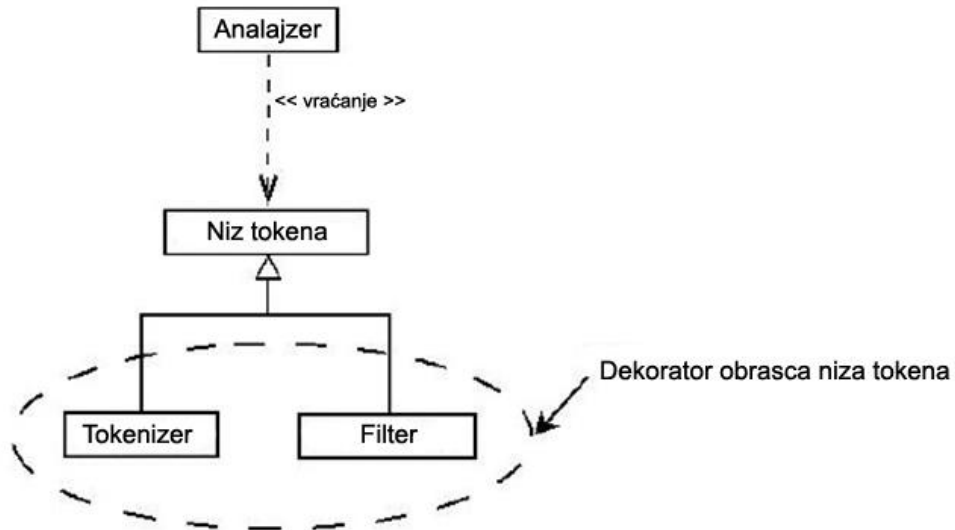 Analajzer
<< vraćanje >>
Niz tokena
Dekorator obrasca niza tokena
Tokenizer
Filter